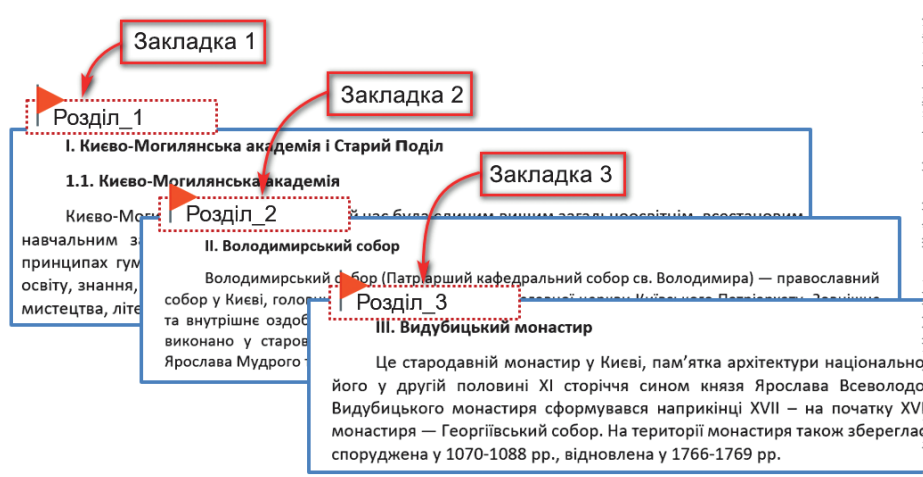 Закладка 1
Закладка 2
Закладка 3
Розділ_1
І. Києво-Могилянська академія і Старий Поділ
1.1. Києво-Могилянська академія
навчальним
принципах гум
освіту, знання,
мистецтва, літе
Розділ_2
ІІ. Володимирський собор
Володимирський собор (Патріарший кафедральний собор св. Володимира) — православний
собор у Києві, голов
та внутрішнє оздоб
виконано у старов
Ярослава Мудрого т
Розділ_3
ІІІ. Видубицький монастир
Це стародавній монастир у Києві, пам’ятка архітектури національно
його у другій половині XI сторіччя сином князя Ярослава Всеволодо
Видубицького монастиря сформувався наприкінці XVII – на початку XVI
монастиря — Георгіївський собор. На території монастиря також збереглас
споруджена у 1070-1088 рр., відновлена у 1766-1769 рр.